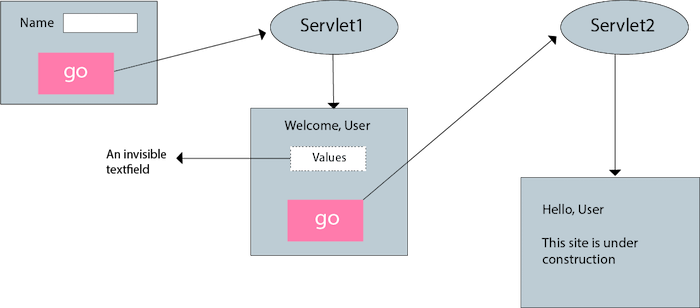 Name
go
Servlet1
Servlet2
Welcome, User
An invisible
textfield
Values
go
Hello, User
This site is under
construction